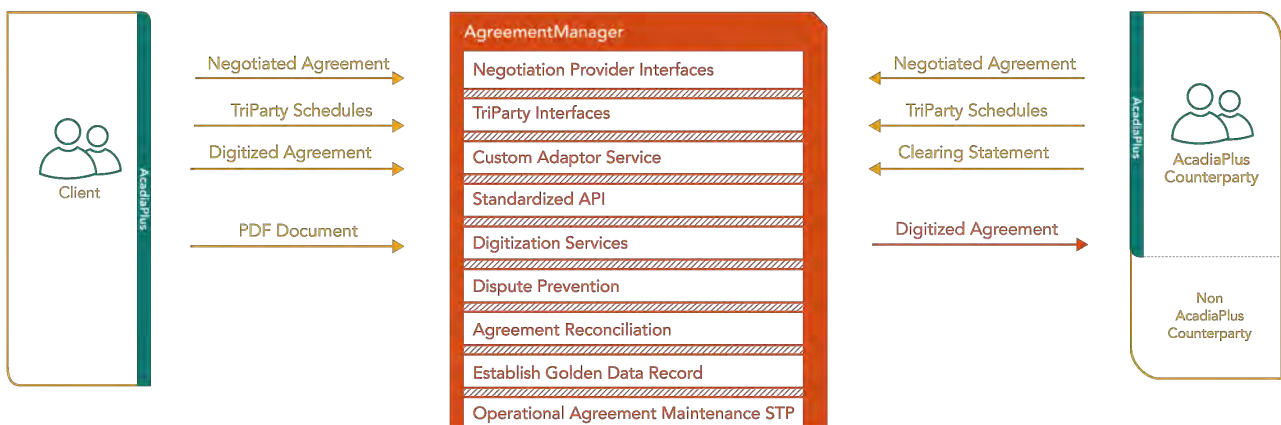 AgreementManager
Negotiated Agreement
TriParty Schedules
Digitized Agreement
PDF Document
Client
AcadiaPlus
Negotiation Provider Interfaces
TriParty Interfaces
Custom Adaptor Service
Standardized API
Digitization Services
Dispute Prevention
Agreement Reconciliation
Establish Golden Data Record
Operational Agreement Maintenance STP
Negotiated Agreement
TriParty Schedules
Clearing Statement
Digitized Agreement
AcadiaPlus
AcadiaPlus
Counterparty
Non
AcadiaPlus
Counterparty